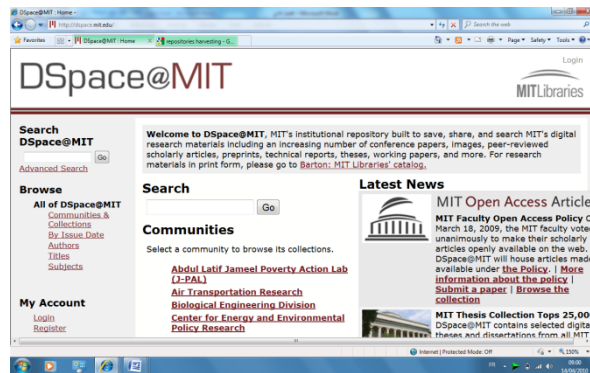 DSpace@MIT : Home -
http://dspace.mit.edu/
Search the web
Favorites
DSpace@MIT : Home
repositories harvesting - G...
Page
Safety
Tools
DSpace@MIT
Login
MITLibraries
Search
DSpace@MIT
Go
Advanced Search
Browse
All of DSpace@MIT
Communities &
Collections
By Issue Date
Authors
Titles
Subjects
My Account
Login
Register
Welcome to DSpace@MIT, MIT's institutional repository built to save, share, and search MIT's digital
research materials including an increasing number of conference papers, images, peer-reviewed
scholarly articles, preprints, technical reports, theses, working papers, and more. For research
materials in print form, please go to Barton: MIT Libraries' catalog.
Search
Go
Communities
Select a community to browse its collections.
Abdul Latif Jameel Poverty Action Lab
(J-PAL)
Air Transportation Research
Biological Engineering Division
Center for Energy and Environmental
Policy Research
Latest News
MIT Open Access Article
MIT Faculty Open Access Policy
March 18, 2009, the MIT faculty vote
unanimously to make their scholarly
articles openly available on the web.
DSpace@MIT will house articles made
available under the Policy. | More
information about the policy |
Submit a paper | Browse the
collection
MIT Thesis Collection Tops 25,00
DSpace@MIT contains selected digita
theses and dissertations from all MIT
Internet | Protected Mode: Off
150%
FR
09:00
14/04/2010